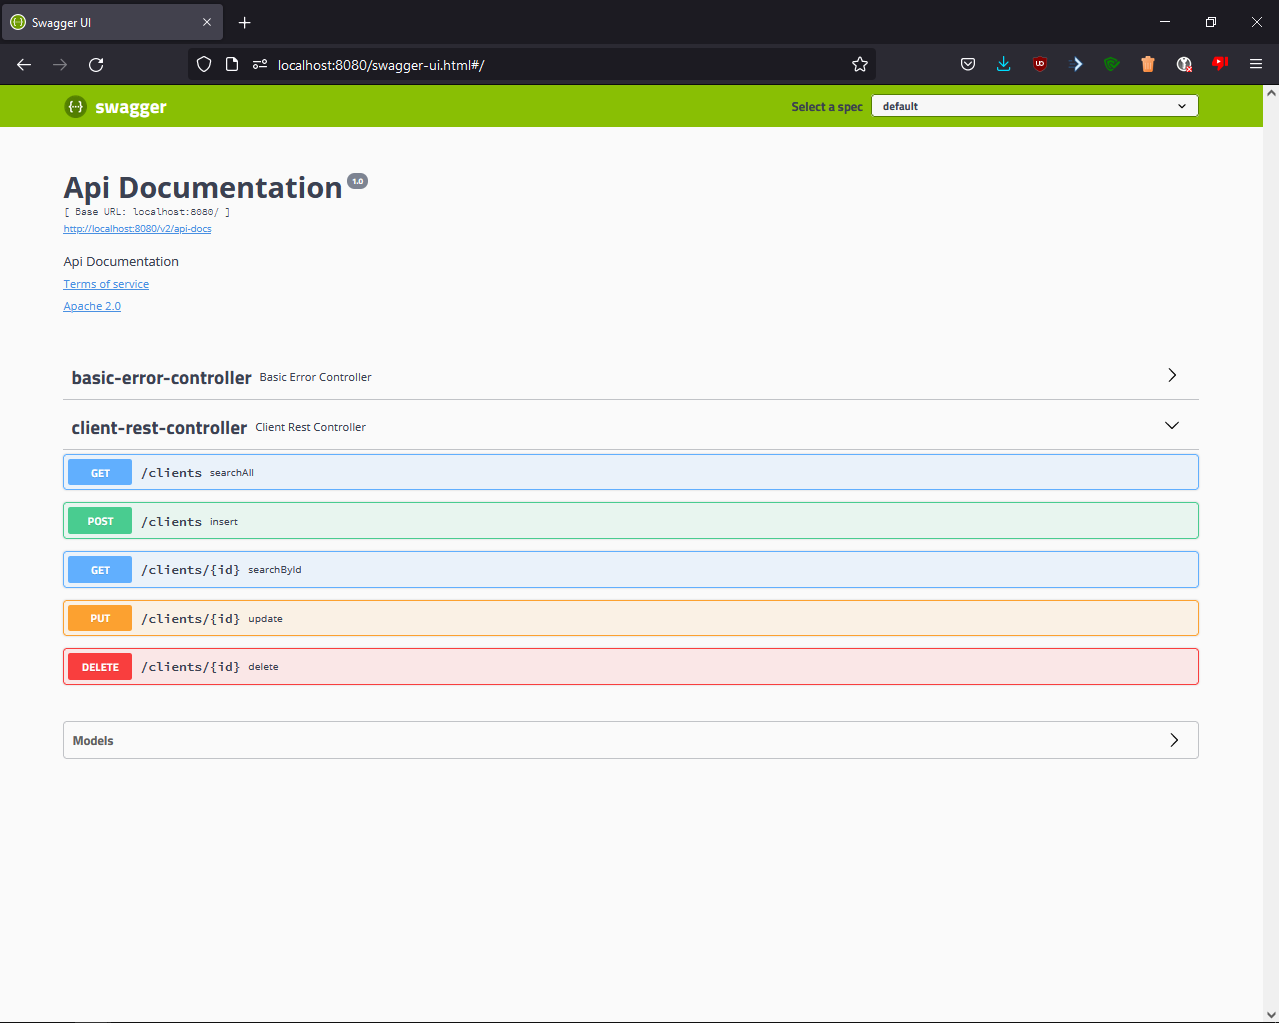 Swagger UI
localhost:8080/swagger-ui.html#/
swagger
Select a spec default
Api Documentation 1.0
[ Base URL: localhost:8080/ ]
http://localhost:8080/v2/api-docs
Api Documentation
Terms of service
Apache 2.0
basic-error-controller Basic Error Controller
client-rest-controller Client Rest Controller
GET /clients searchAll
POST /clients insert
GET /clients/{id} searchById
PUT /clients/{id} update
DELETE /clients/{id} delete
Models